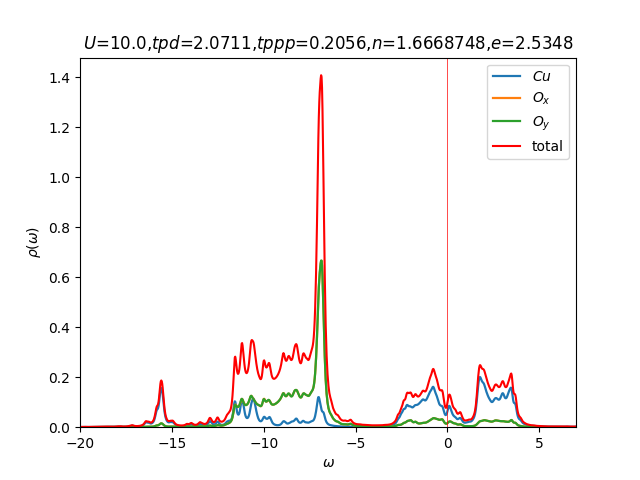 U=10.0,tpd=2.0711,tppp=0.2056,n=1.6668748,e=2.5348
1.4
1.2
1.0
0.8
0.6
0.4
0.2
0.0
ρ(ω)
Cu
Oₓ
O_y
total
−20
−15
−10
−5
0
5
ω